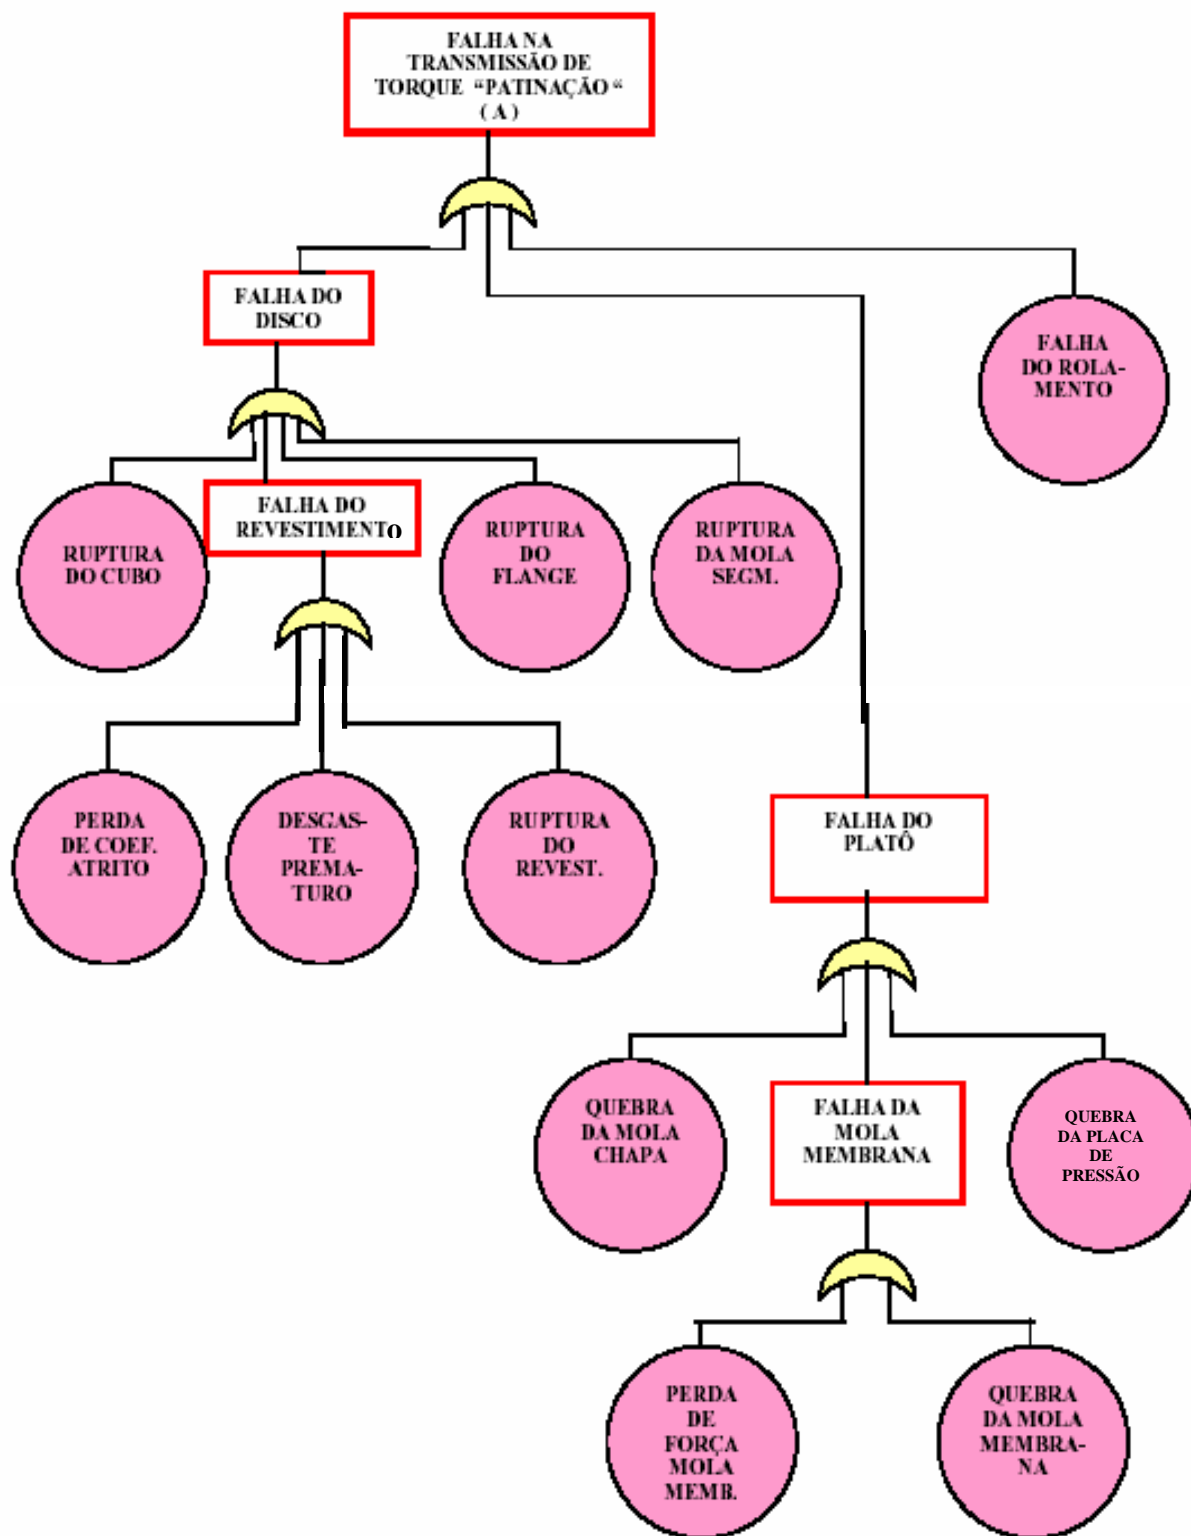 FALHA NA
TRANSMISSÃO DE
TORQUE “PATINAÇÃO“
( A )
FALHA DO
DISCO
FALHA
DO ROLA-
MENTO
RUPTURA
DO CUBO
FALHA DO
REVESTIMENTO
RUPTURA
DO
FLANGE
RUPTURA
DA MOLA
SEGM.
PERDA
DE COEF.
ATRITO
DESGAS-
TE
PREMA-
TURO
RUPTURA
DO
REVEST.
FALHA DO
PLATÔ
QUEBRA
DA MOLA
CHAPA
FALHA DA
MOLA
MEMBRANA
QUEBRA
DA PLACA
DE
PRESSÃO
PERDA
DE
FORÇA
MOLA
MEMB.
QUEBRA
DA MOLA
MEMBRA-
NA